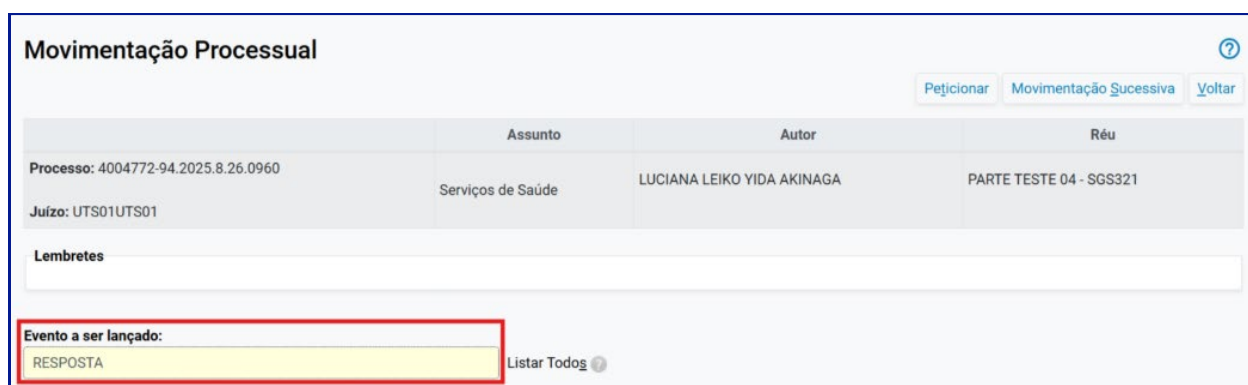 Movimentação Processual
Peticionar Movimentação Sucessiva Voltar
Assunto Autor Réu
Processo: 4004772-94.2025.8.26.0960
Serviços de Saúde LUCIANA LEIKO YIDA AKINAGA PARTE TESTE 04 - SGS321
Juízo: UTS01UTS01
Lembretes
Evento a ser lançado:
RESPOSTA Listar Todos ?